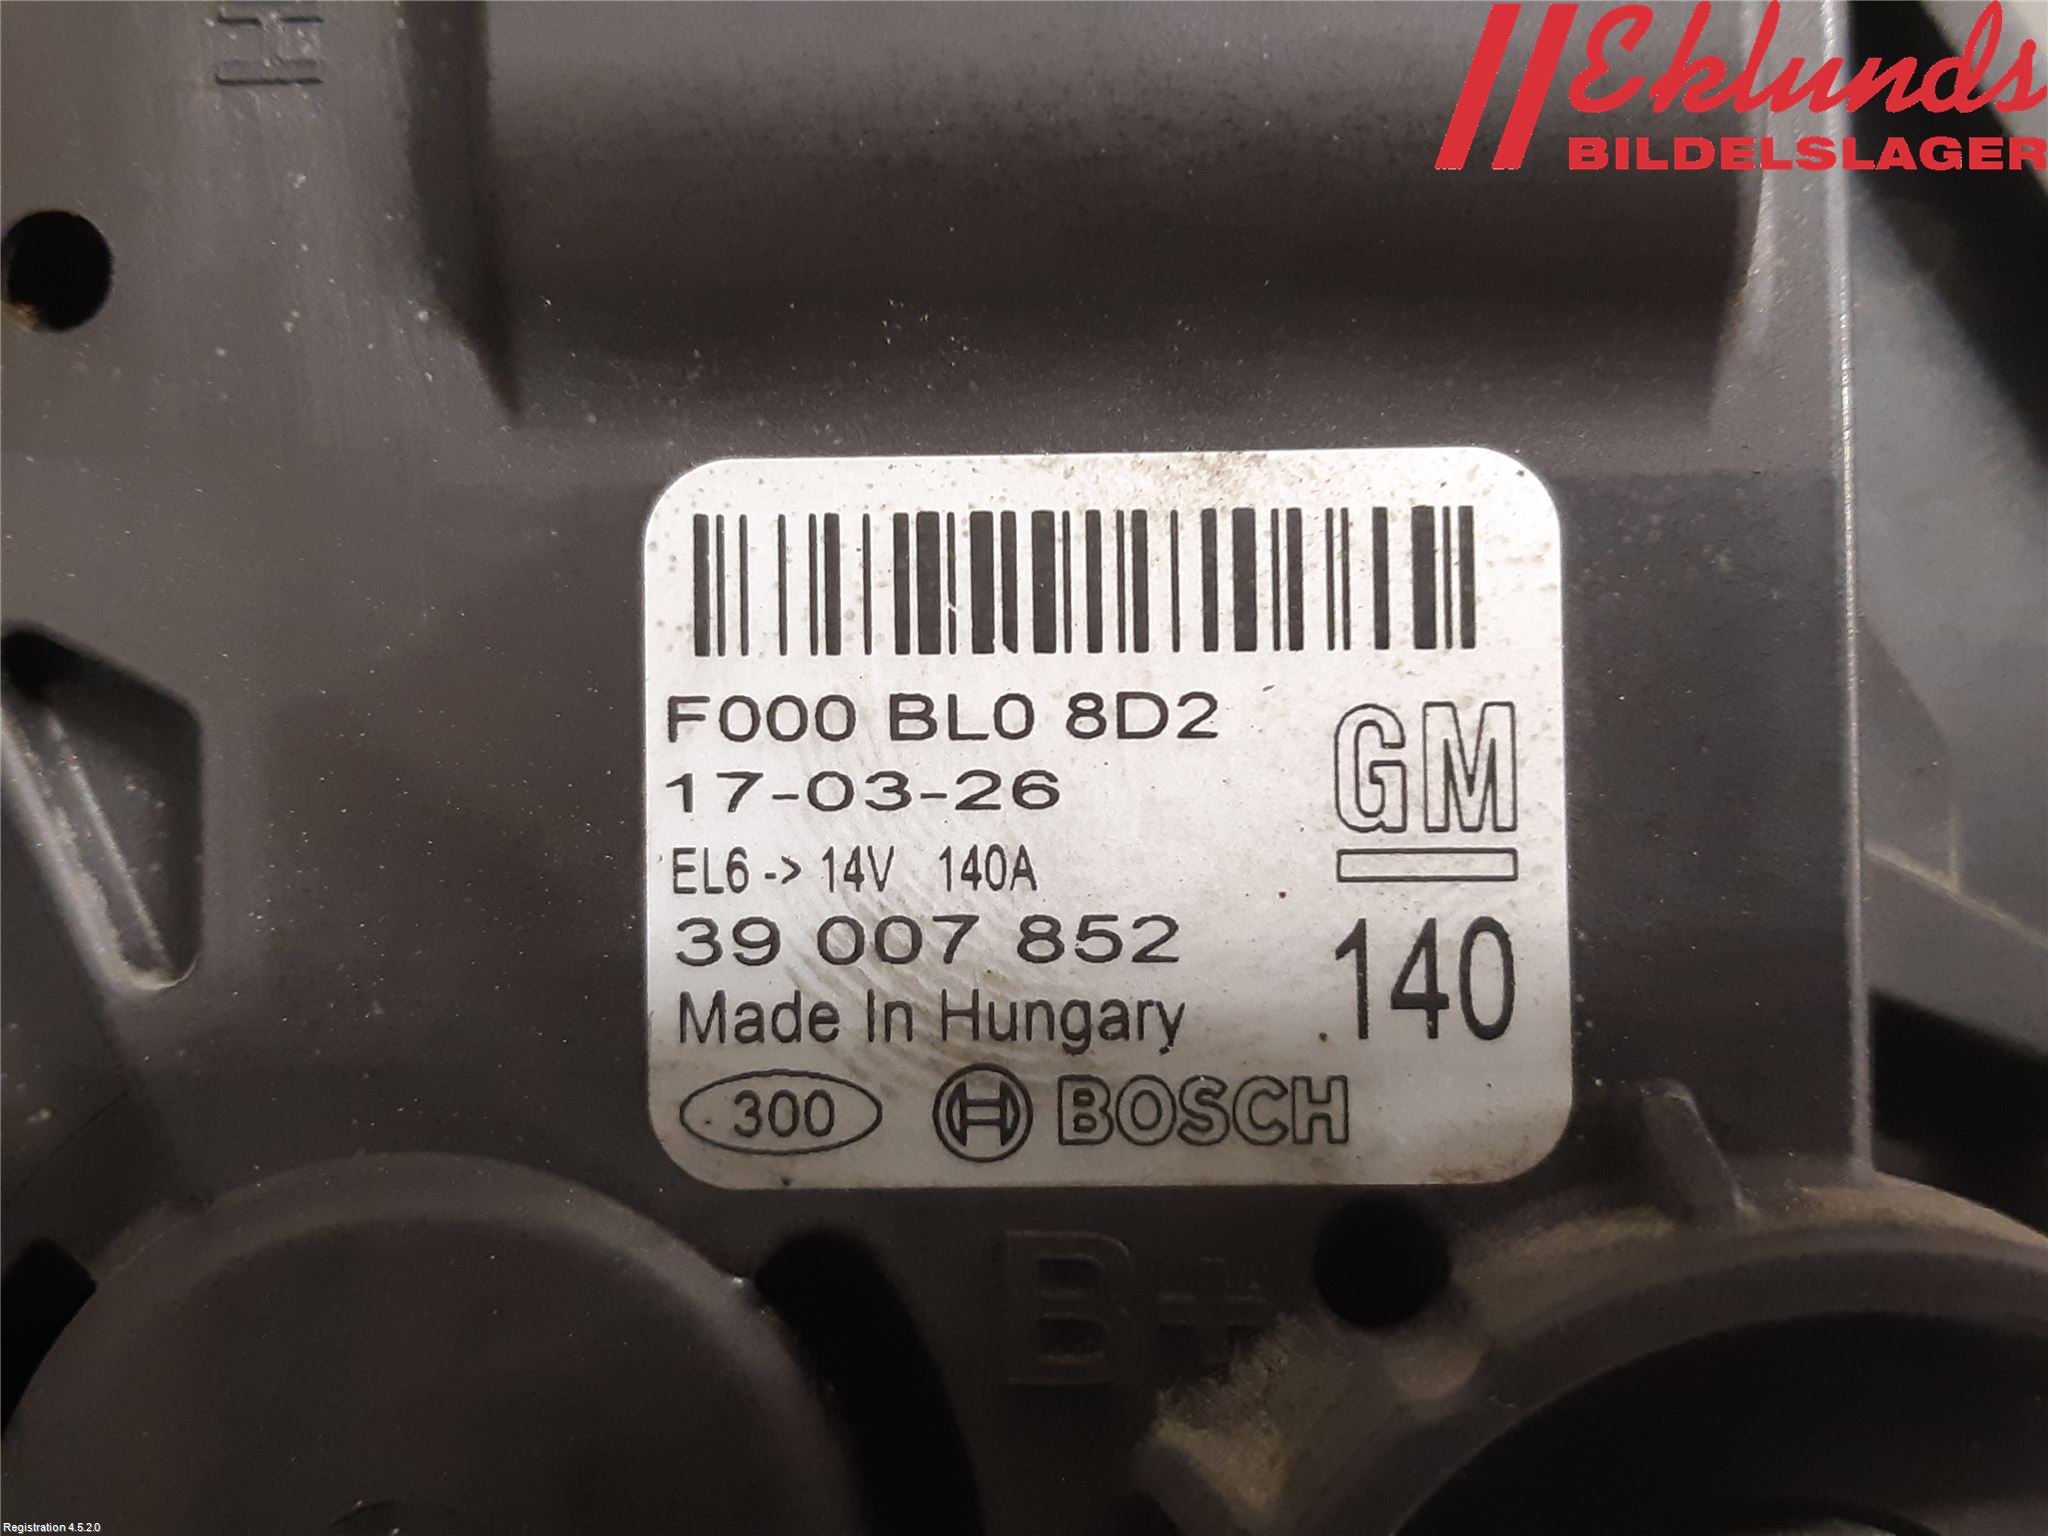 Eklunds
BILDELSLAGER
F000 BL0 8D2
17-03-26
EL6 -> 14V 140A
39 007 852
Made In Hungary
GM
140
300
BOSCH
B+
Registration 4.5.2.0